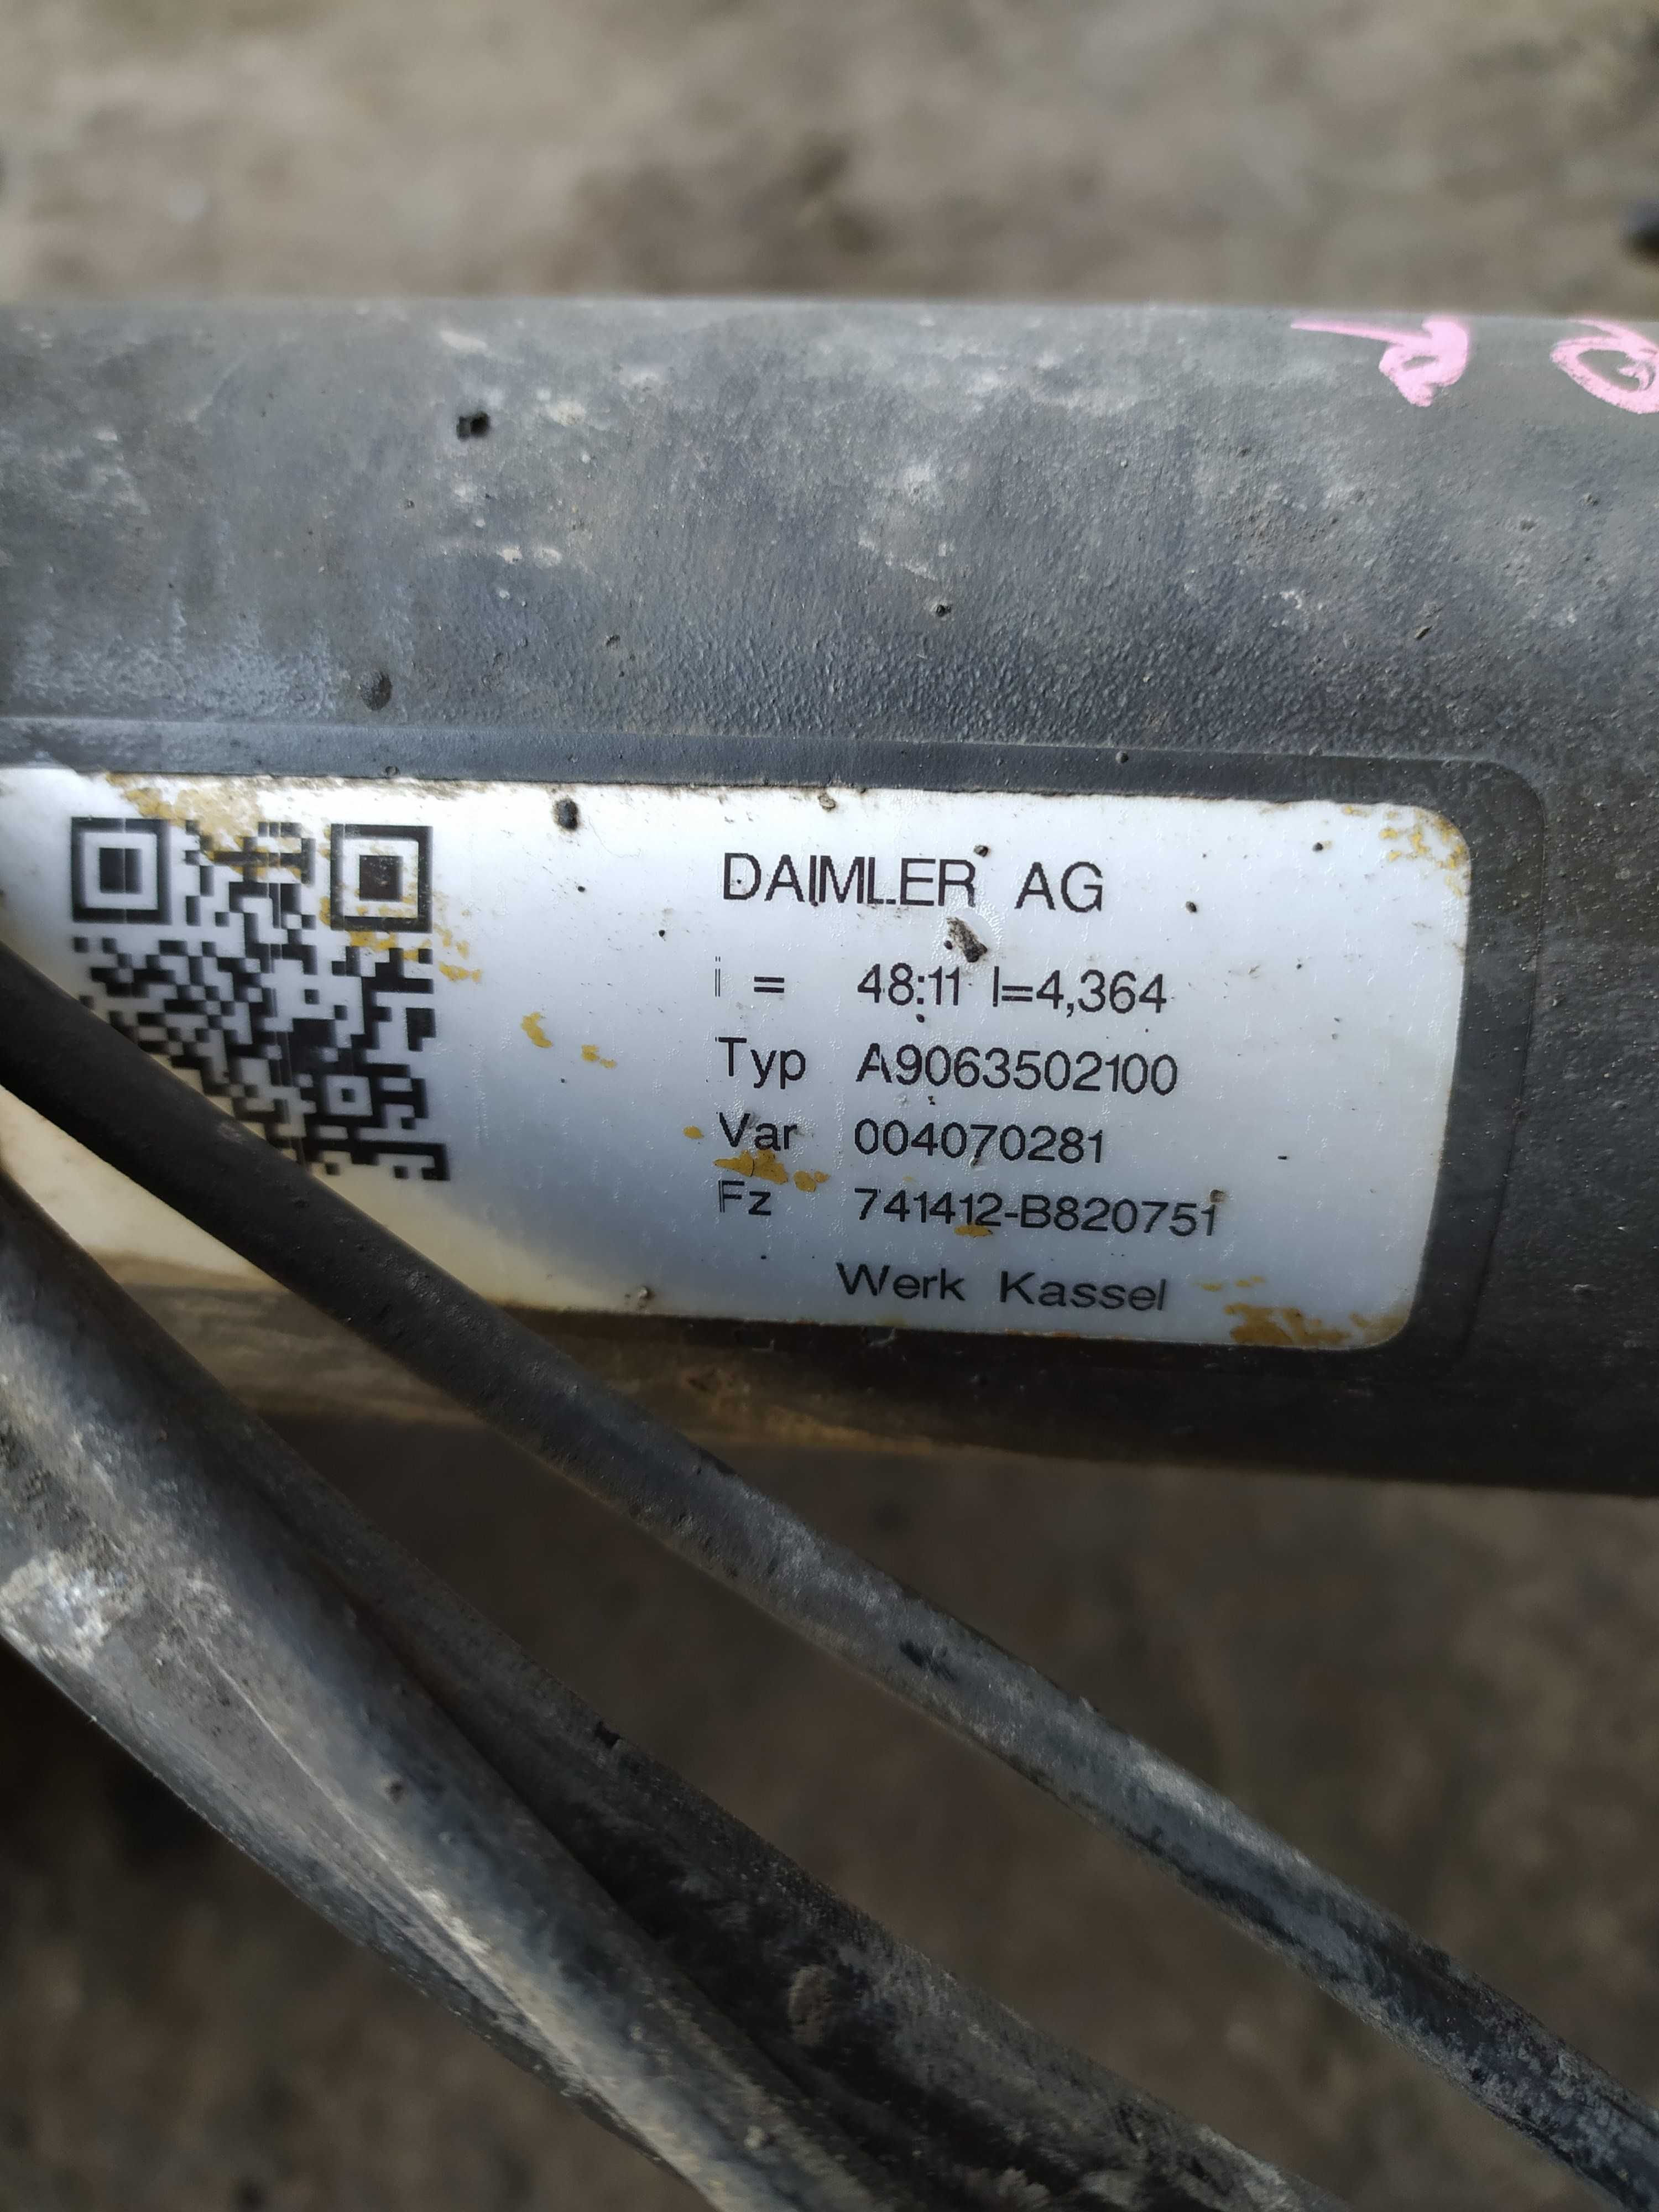 DAIMLER AG
i = 48:11 I=4,364
Typ A9063502100
Var 004070281
Fz 741412-B820751
Werk Kassel